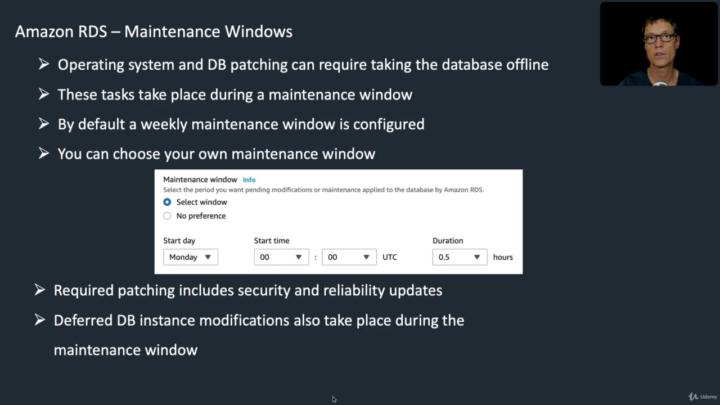 Amazon RDS – Maintenance Windows
➢ Operating system and DB patching can require taking the database offline
➢ These tasks take place during a maintenance window
➢ By default a weekly maintenance window is configured
➢ You can choose your own maintenance window
Maintenance window Info
Select the period you want pending modifications or maintenance applied to the database by Amazon RDS.
Select window
No preference
Start day Start time Duration
Monday 00 : 00 UTC 0.5 hours
➢ Required patching includes security and reliability updates
➢ Deferred DB instance modifications also take place during the
maintenance window
Udemy